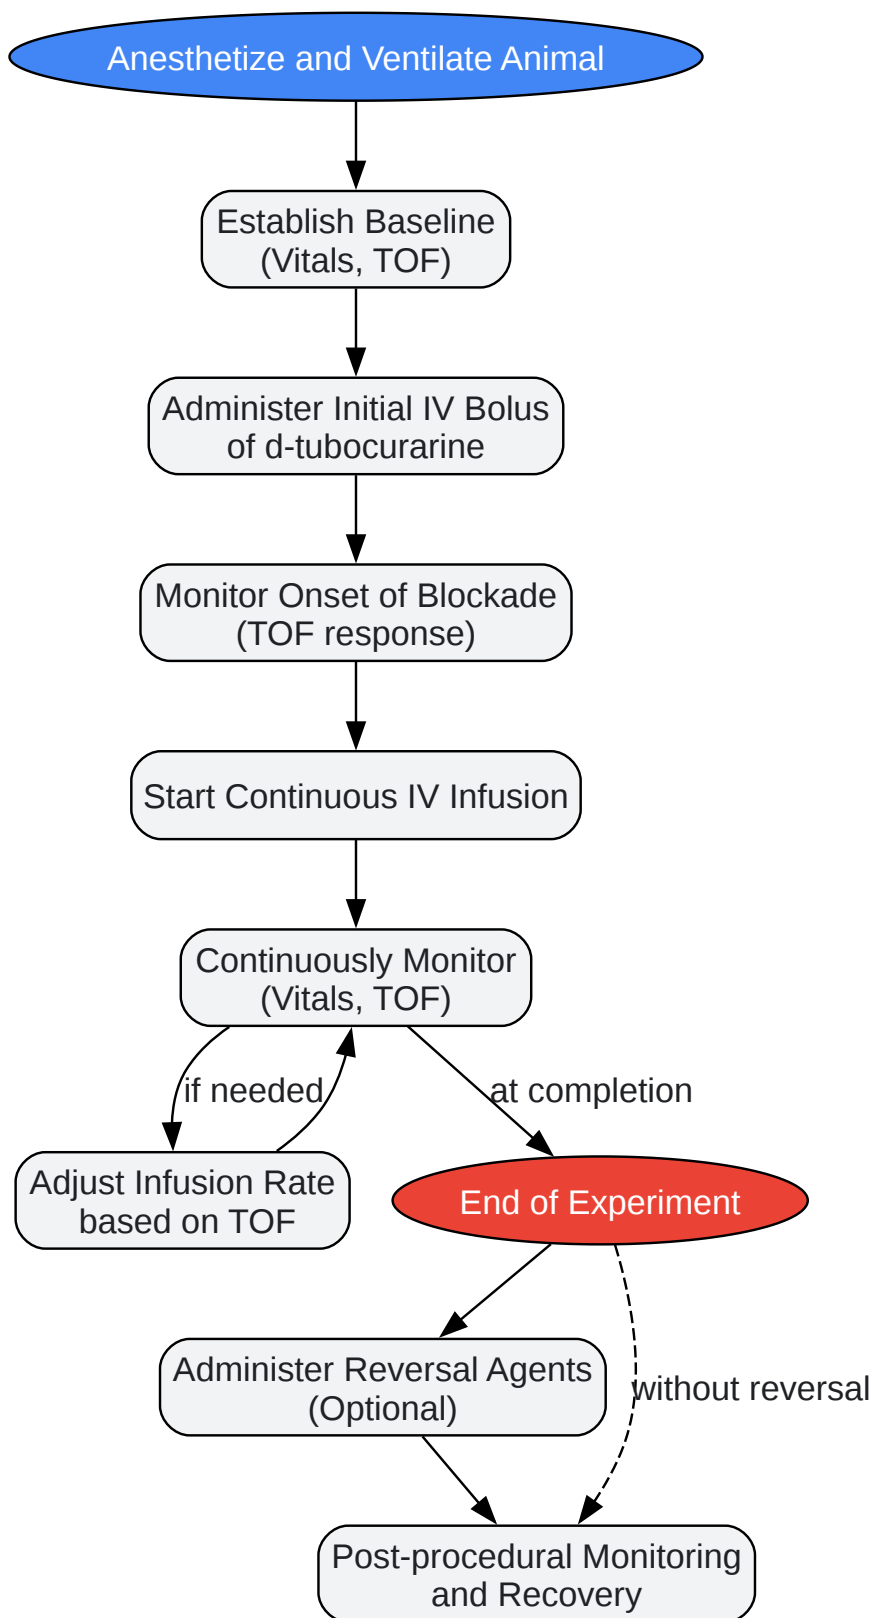 Anesthetize and Ventilate Animal
Establish Baseline
(Vitals, TOF)
Administer Initial IV Bolus
of d-tubocurarine
Monitor Onset of Blockade
(TOF response)
Start Continuous IV Infusion
Continuously Monitor
(Vitals, TOF)
if needed
at completion
Adjust Infusion Rate
based on TOF
End of Experiment
Administer Reversal Agents
(Optional)
without reversal
Post-procedural Monitoring
and Recovery